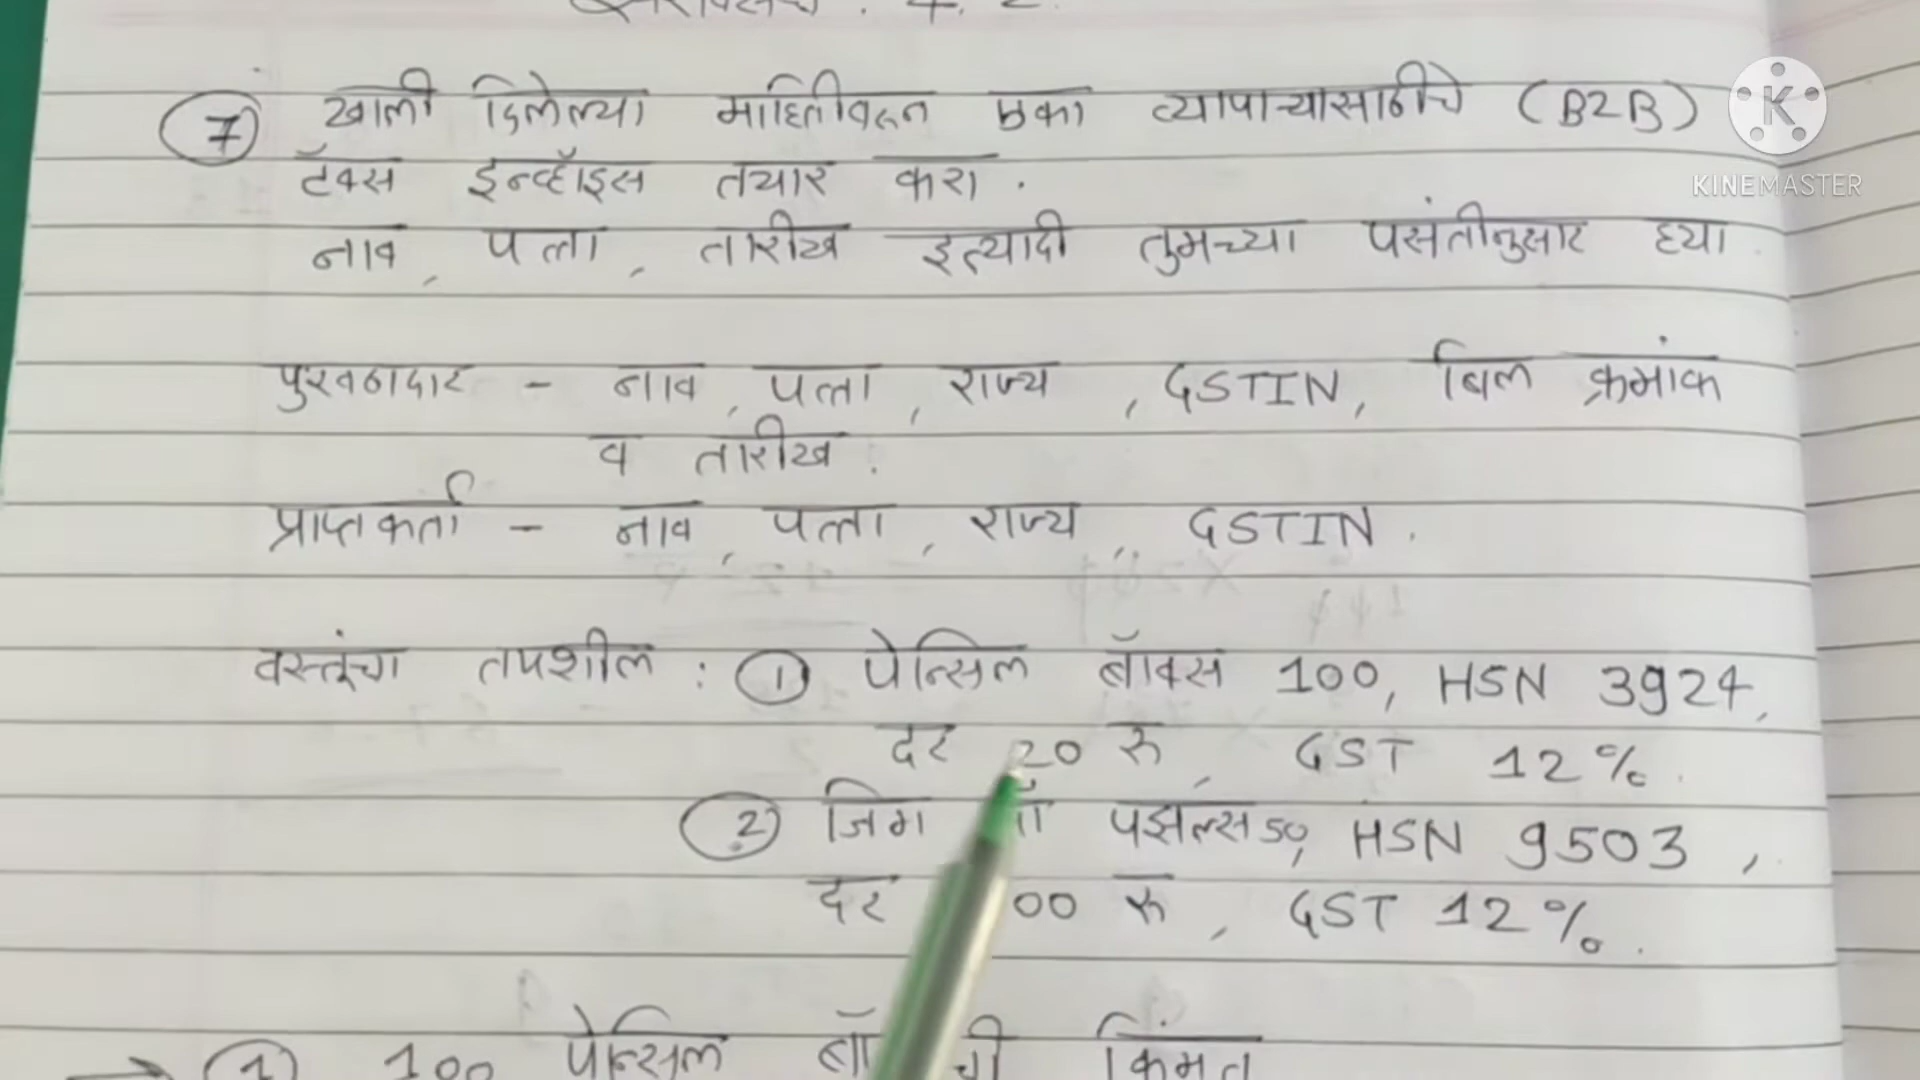 7 खाली दिलेल्या माहितीवरून एका व्यापाऱ्यासाठीचे (B2B)
टॅक्स इन्व्हॉइस तयार करा.
नाव, पत्ता, तारीख इत्यादी तुमच्या पसंतीनुसार घ्या
पुरवठादार - नाव, पत्ता, राज्य, GSTIN, बिल क्रमांक
व तारीख.
प्राप्तकर्ता - नाव, पत्ता, राज्य, GSTIN.
वस्तूंचा तपशील : 1 पेन्सिल बॉक्स 100, HSN 3924,
दर 20 रु, GST 12%.
2 जिग पझल्स 50, HSN 9503,
दर 00 रु, GST 12%.
→ 1 100 पेन्सिल किंमत
KINEMASTER